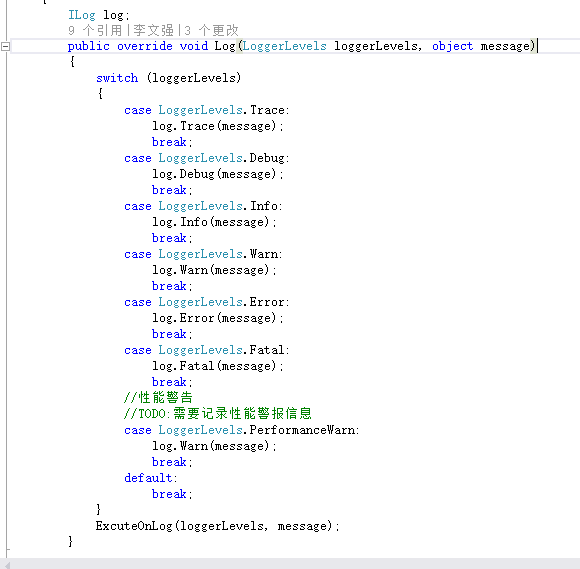 {
ILog log;
9 个引用|李文强|3 个更改
public override void Log(LoggerLevels loggerLevels, object message)
{
switch (loggerLevels)
{
case LoggerLevels.Trace:
log.Trace(message);
break;
case LoggerLevels.Debug:
log.Debug(message);
break;
case LoggerLevels.Info:
log.Info(message);
break;
case LoggerLevels.Warn:
log.Warn(message);
break;
case LoggerLevels.Error:
log.Error(message);
break;
case LoggerLevels.Fatal:
log.Fatal(message);
break;
//性能警告
//TODO:需要记录性能警报信息
case LoggerLevels.PerformanceWarn:
log.Warn(message);
break;
default:
break;
}
ExcuteOnLog(loggerLevels, message);
}